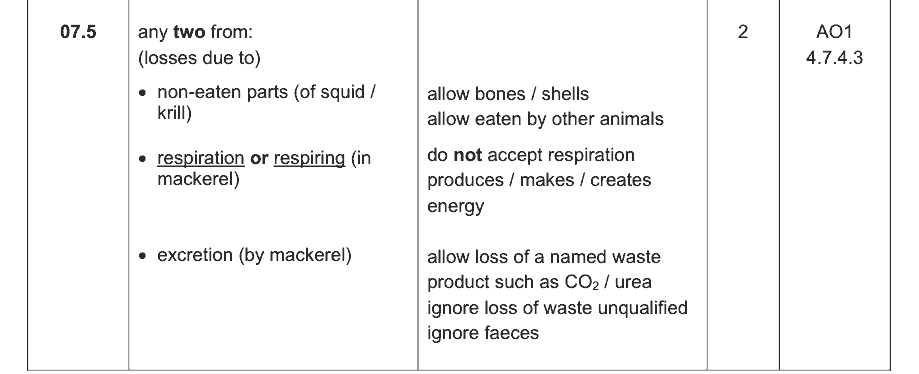 07.5
any two from:
(losses due to)
• non-eaten parts (of squid /
krill)
• respiration or respiring (in
mackerel)
• excretion (by mackerel)
allow bones / shells
allow eaten by other animals
do not accept respiration
produces / makes / creates
energy
allow loss of a named waste
product such as CO₂ / urea
ignore loss of waste unqualified
ignore faeces
2
AO1
4.7.4.3